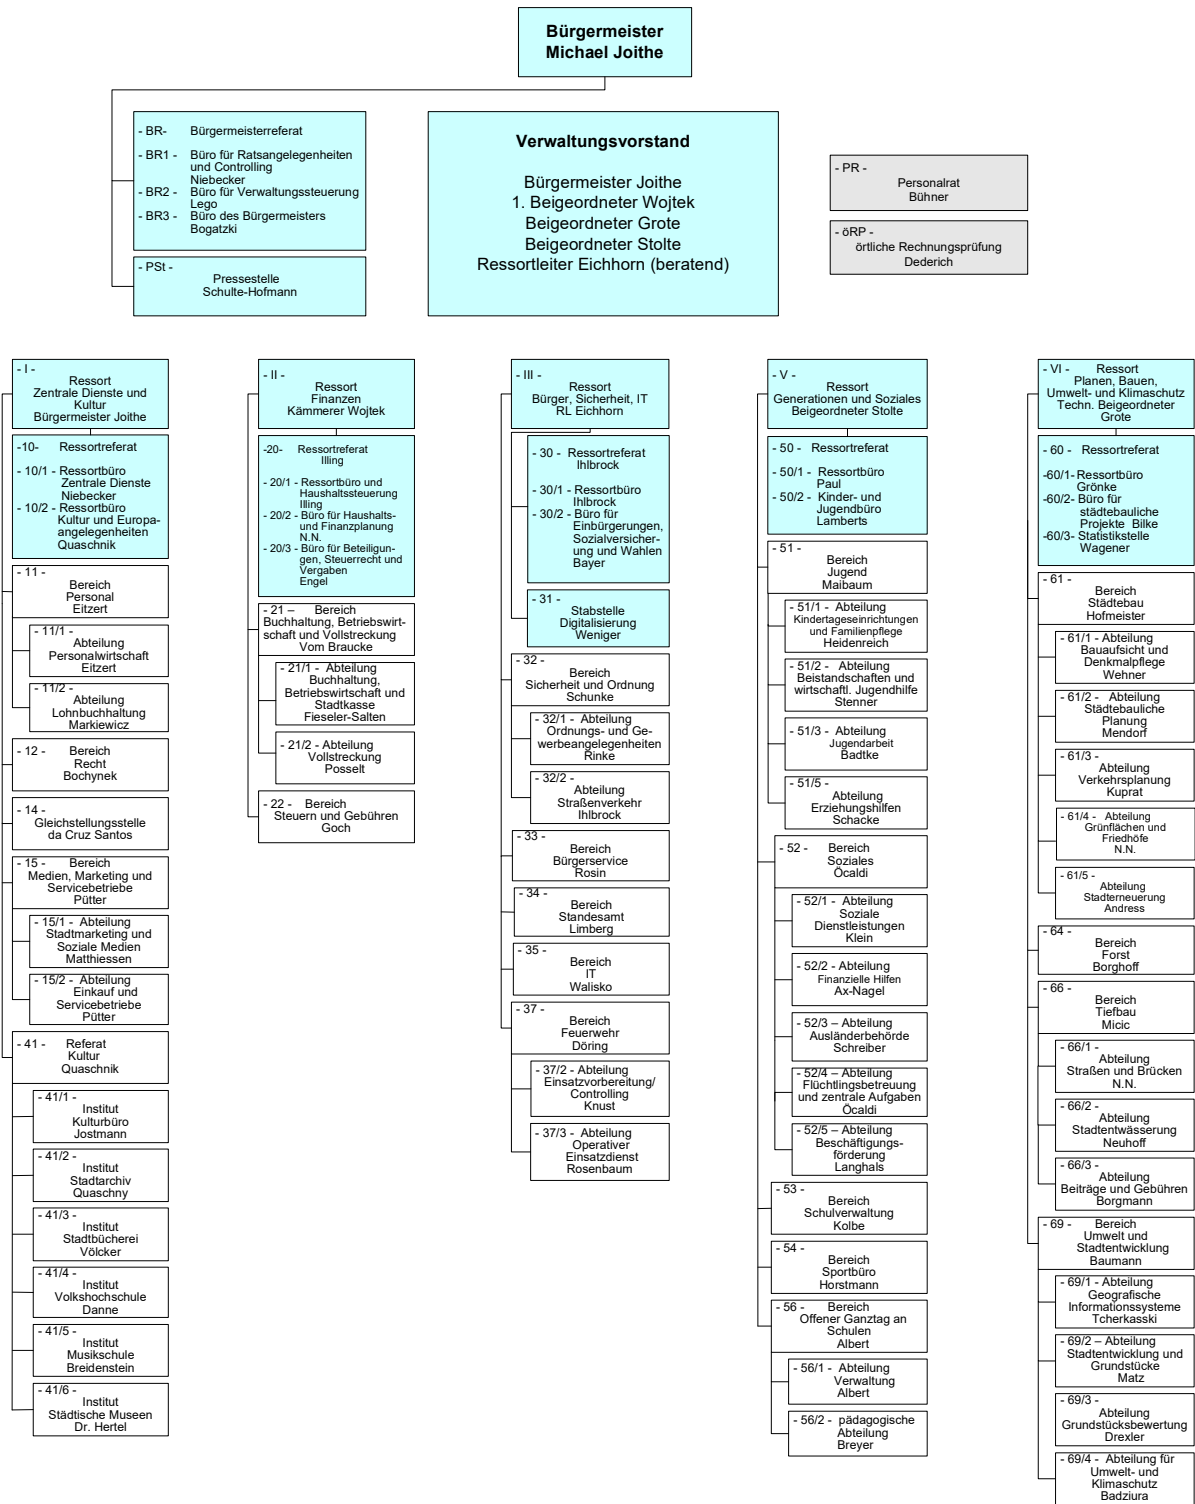 Bürgermeister
Michael Joithe
- BR- Bürgermeisterreferat
- BR1 - Büro für Ratsangelegenheiten
und Controlling
Niebecker
- BR2 - Büro für Verwaltungssteuerung
Lego
- BR3 - Büro des Bürgermeisters
Bogatzki
- PSt -
Pressestelle
Schulte-Hofmann
Verwaltungsvorstand
Bürgermeister Joithe
1. Beigeordneter Wojtek
Beigeordneter Grote
Beigeordneter Stolte
Ressortleiter Eichhorn (beratend)
- PR -
Personalrat
Bühner
- öRP -
örtliche Rechnungsprüfung
Dederich
- I -
Ressort
Zentrale Dienste und
Kultur
Bürgermeister Joithe
-10- Ressortreferat
- 10/1 - Ressortbüro
Zentrale Dienste
Niebecker
- 10/2 - Ressortbüro
Kultur und Europa-
angelegenheiten
Quaschnik
- 11 -
Bereich
Personal
Eitzert
- 11/1 -
Abteilung
Personalwirtschaft
Eitzert
- 11/2 -
Abteilung
Lohnbuchhaltung
Markiewicz
- 12 - Bereich
Recht
Bochynek
- 14 -
Gleichstellungsstelle
da Cruz Santos
- 15 - Bereich
Medien, Marketing und
Servicebetriebe
Pütter
- 15/1 - Abteilung
Stadtmarketing und
Soziale Medien
Matthiessen
- 15/2 - Abteilung
Einkauf und
Servicebetriebe
Pütter
- 41 - Referat
Kultur
Quaschnik
- 41/1 -
Institut
Kulturbüro
Jostmann
- 41/2 -
Institut
Stadtarchiv
Quaschny
- 41/3 -
Institut
Stadtbücherei
Völcker
- 41/4 -
Institut
Volkshochschule
Danne
- 41/5 -
Institut
Musikschule
Breidenstein
- 41/6 -
Institut
Städtische Museen
Dr. Hertel
- II -
Ressort
Finanzen
Kämmerer Wojtek
-20- Ressortreferat
Illing
- 20/1 - Ressortbüro und
Haushaltssteuerung
Illing
- 20/2 - Büro für Haushalts-
und Finanzplanung
N.N.
- 20/3 - Büro für Beteiligun-
gen, Steuerrecht und
Vergaben
Engel
- 21 – Bereich
Buchhaltung, Betriebswirt-
schaft und Vollstreckung
Vom Braucke
- 21/1 - Abteilung
Buchhaltung,
Betriebswirtschaft und
Stadtkasse
Fieseler-Salten
- 21/2 - Abteilung
Vollstreckung
Posselt
- 22 - Bereich
Steuern und Gebühren
Goch
- III -
Ressort
Bürger, Sicherheit, IT
RL Eichhorn
- 30 - Ressortreferat
Ihlbrock
- 30/1 - Ressortbüro
Ihlbrock
- 30/2 - Büro für
Einbürgerungen,
Sozialversicher-
ung und Wahlen
Bayer
- 31 -
Stabstelle
Digitalisierung
Weniger
- 32 -
Bereich
Sicherheit und Ordnung
Schunke
- 32/1 - Abteilung
Ordnungs- und Ge-
werbeangelegenheiten
Rinke
- 32/2 -
Abteilung
Straßenverkehr
Ihlbrock
- 33 -
Bereich
Bürgerservice
Rosin
- 34 -
Bereich
Standesamt
Limberg
- 35 -
Bereich
IT
Walisko
- 37 -
Bereich
Feuerwehr
Döring
- 37/2 - Abteilung
Einsatzvorbereitung/
Controlling
Knust
- 37/3 - Abteilung
Operativer
Einsatzdienst
Rosenbaum
- V -
Ressort
Generationen und Soziales
Beigeordneter Stolte
- 50 - Ressortreferat
- 50/1 - Ressortbüro
Paul
- 50/2 - Kinder- und
Jugendbüro
Lamberts
- 51 -
Bereich
Jugend
Maibaum
- 51/1 - Abteilung
Kindertageseinrichtungen
und Familienpflege
Heidenreich
- 51/2 - Abteilung
Beistandschaften und
wirtschaftl. Jugendhilfe
Stenner
- 51/3 - Abteilung
Jugendarbeit
Badtke
- 51/5 -
Abteilung
Erziehungshilfen
Schacke
- 52 - Bereich
Soziales
Öcaldi
- 52/1 - Abteilung
Soziale
Dienstleistungen
Klein
- 52/2 - Abteilung
Finanzielle Hilfen
Ax-Nagel
- 52/3 – Abteilung
Ausländerbehörde
Schreiber
- 52/4 – Abteilung
Flüchtlingsbetreuung
und zentrale Aufgaben
Öcaldi
- 52/5 – Abteilung
Beschäftigungs-
förderung
Langhals
- 53 -
Bereich
Schulverwaltung
Kolbe
- 54 -
Bereich
Sportbüro
Horstmann
- 56 - Bereich
Offener Ganztag an
Schulen
Albert
- 56/1 - Abteilung
Verwaltung
Albert
- 56/2 - pädagogische
Abteilung
Breyer
- VI - Ressort
Planen, Bauen,
Umwelt- und Klimaschutz
Techn. Beigeordneter
Grote
- 60 - Ressortreferat
-60/1- Ressortbüro
Grönke
-60/2- Büro für
städtebauliche
Projekte Bilke
-60/3- Statistikstelle
Wagener
- 61 -
Bereich
Städtebau
Hofmeister
- 61/1 - Abteilung
Bauaufsicht und
Denkmalpflege
Wehner
- 61/2 - Abteilung
Städtebauliche
Planung
Mendorf
- 61/3 -
Abteilung
Verkehrsplanung
Kuprat
- 61/4 - Abteilung
Grünflächen und
Friedhöfe
N.N.
- 61/5 -
Abteilung
Stadterneuerung
Andress
- 64 -
Bereich
Forst
Borghoff
- 66 -
Bereich
Tiefbau
Micic
- 66/1 -
Abteilung
Straßen und Brücken
N.N.
- 66/2 -
Abteilung
Stadtentwässerung
Neuhoff
- 66/3 -
Abteilung
Beiträge und Gebühren
Borgmann
- 69 - Bereich
Umwelt und
Stadtentwicklung
Baumann
- 69/1 - Abteilung
Geografische
Informationssysteme
Tcherkasski
- 69/2 – Abteilung
Stadtentwicklung und
Grundstücke
Matz
- 69/3 -
Abteilung
Grundstücksbewertung
Drexler
- 69/4 - Abteilung für
Umwelt- und
Klimaschutz
Badziura